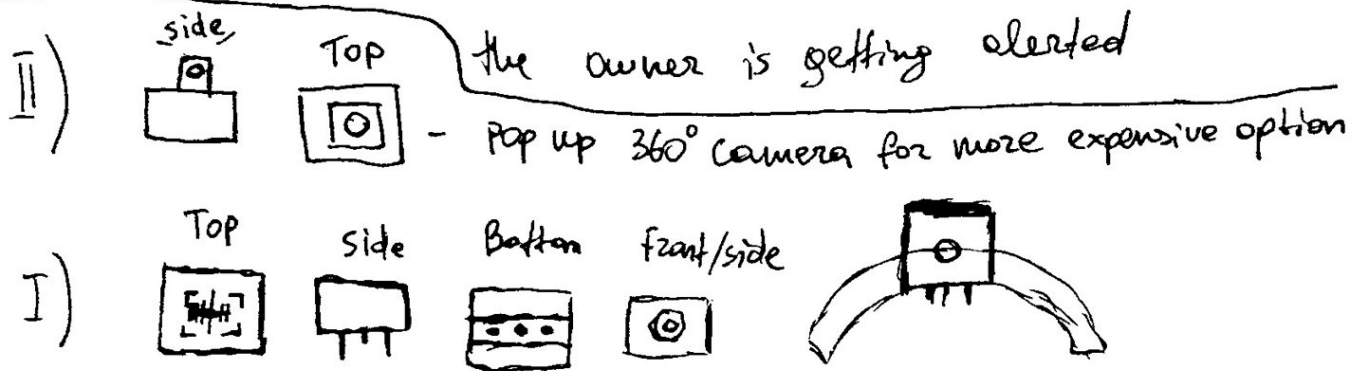 the owner is getting alerted
II) side Top
- Pop up 360° camera for more expensive option
I) Top Side Bottom Front/side